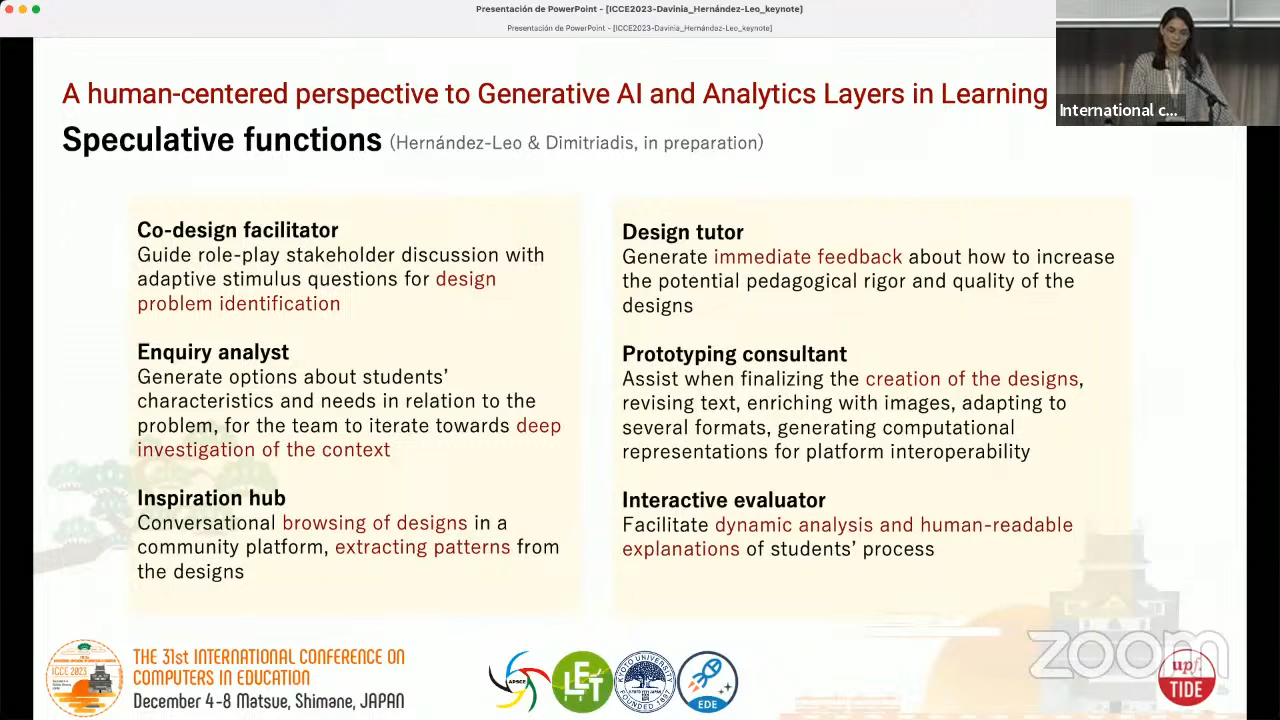 Presentación de PowerPoint - [ICCE2023-Davinia_Hernández-Leo_keynote]
Presentación de PowerPoint - [ICCE2023-Davinia_Hernández-Leo_keynote]
International c...
A human-centered perspective to Generative AI and Analytics Layers in Learning
Speculative functions (Hernández-Leo & Dimitriadis, in preparation)
Co-design facilitator
Guide role-play stakeholder discussion with
adaptive stimulus questions for design
problem identification
Enquiry analyst
Generate options about students'
characteristics and needs in relation to the
problem, for the team to iterate towards deep
investigation of the context
Inspiration hub
Conversational browsing of designs in a
community platform, extracting patterns from
the designs
Design tutor
Generate immediate feedback about how to increase
the potential pedagogical rigor and quality of the
designs
Prototyping consultant
Assist when finalizing the creation of the designs,
revising text, enriching with images, adapting to
several formats, generating computational
representations for platform interoperability
Interactive evaluator
Facilitate dynamic analysis and human-readable
explanations of students' process
ICCE 2023
THE 31st INTERNATIONAL CONFERENCE ON
COMPUTERS IN EDUCATION
December 4-8 Matsue, Shimane, JAPAN
APSCE
LET
KYOTO UNIVERSITY
EDE
zoom
upf.
TIDE